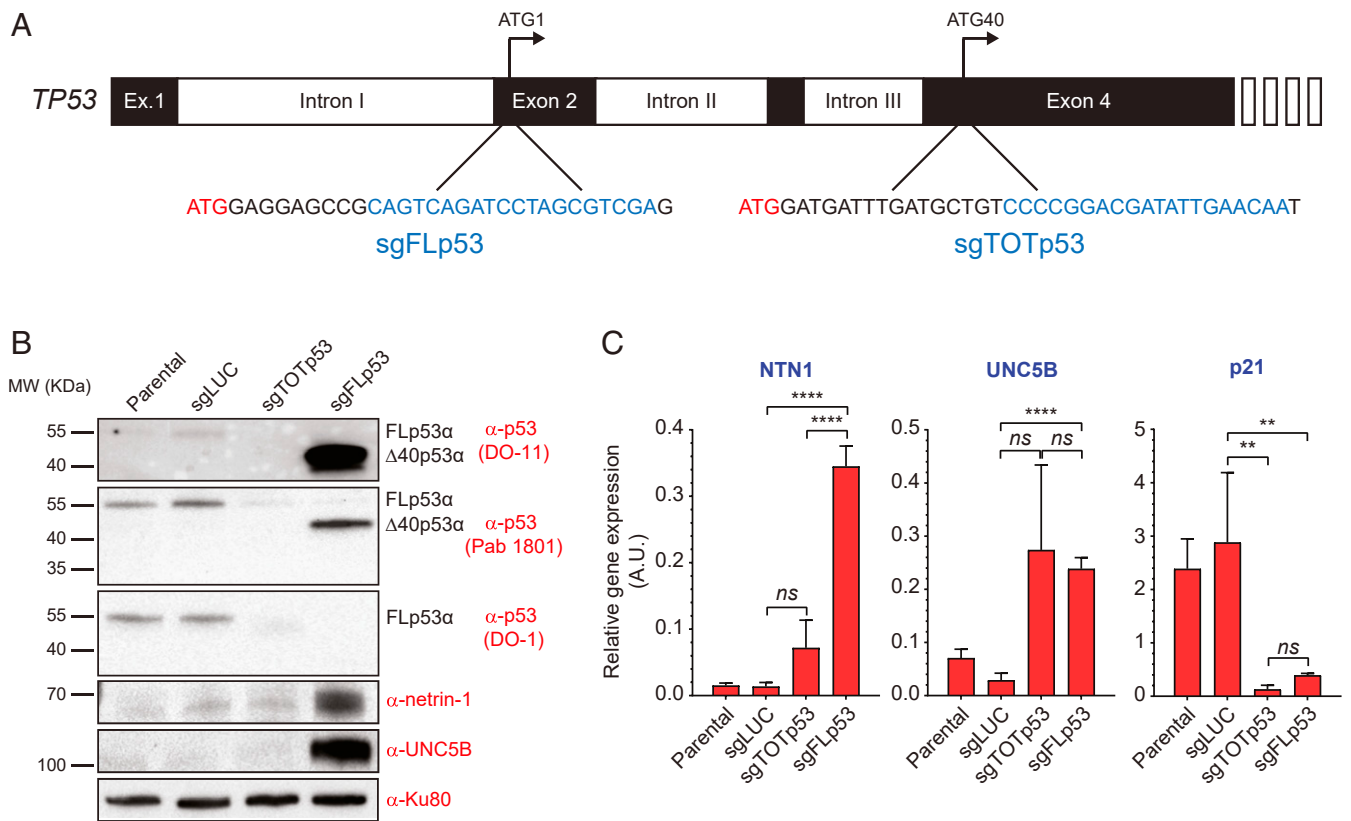 A
ATG1
ATG40
TP53
Ex.1
Intron I
Exon 2
Intron II
Intron III
Exon 4
ATGGAGGAGCCGCAGTCAGATCCTAGCGTCGAG
ATGGATGATTTGATGCTGTCCCCGGACGATATTGAACAAT
sgFLp53
sgTOTp53
B
MW (KDa)
Parental
sgLUC
sgTOTp53
sgFLp53
55
40
FLp53α
Δ40p53α
α-p53
(DO-11)
55
40
35
FLp53α
Δ40p53α
α-p53
(Pab 1801)
55
40
FLp53α
α-p53
(DO-1)
70
α-netrin-1
100
α-UNC5B
α-Ku80
C
Relative gene expression
(A.U.)
NTN1
0.4
0.3
0.2
0.1
0.0
****
****
ns
Parental
sgLUC
sgTOTp53
sgFLp53
UNC5B
0.5
0.4
0.3
0.2
0.1
0.0
****
ns
ns
Parental
sgLUC
sgTOTp53
sgFLp53
p21
5
4
3
2
1
0
**
**
ns
Parental
sgLUC
sgTOTp53
sgFLp53